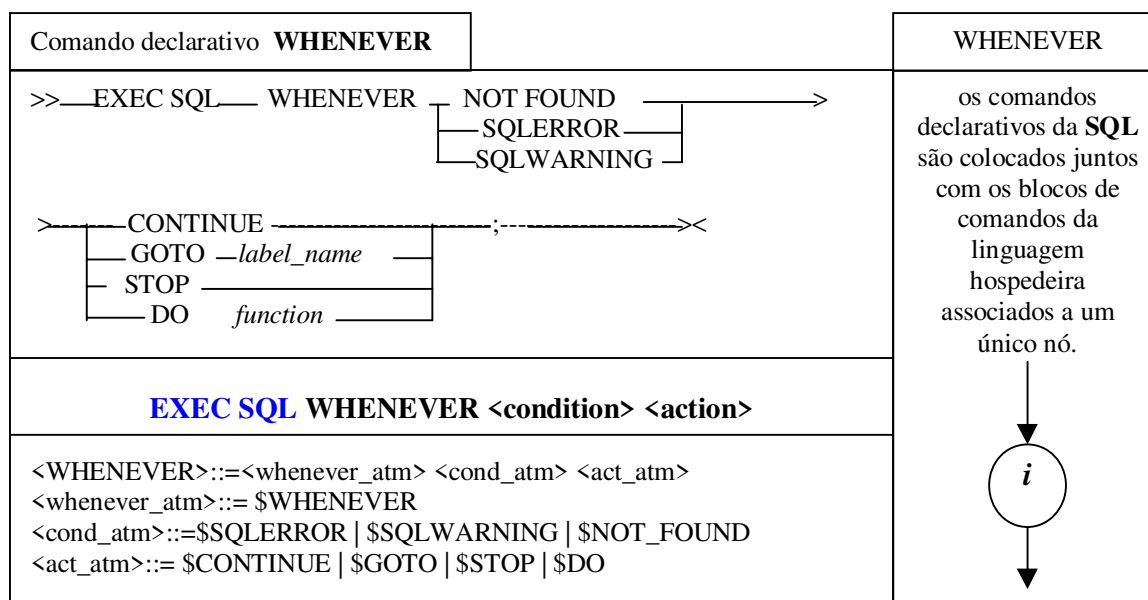 Comando declarativo WHENEVER
>> EXEC SQL WHENEVER NOT FOUND >
SQLERROR
SQLWARNING
>------ CONTINUE ----------------------;--- ><
GOTO label_name
STOP
DO function
EXEC SQL WHENEVER <condition> <action>
<WHENEVER>::=<whenever_atm> <cond_atm> <act_atm>
<whenever_atm>::= $WHENEVER
<cond_atm>::=$SQLERROR | $SQLWARNING | $NOT_FOUND
<act_atm>::= $CONTINUE | $GOTO | $STOP | $DO
WHENEVER
os comandos
declarativos da SQL
são colocados juntos
com os blocos de
comandos da
linguagem
hospedeira
associados a um
único nó.
i